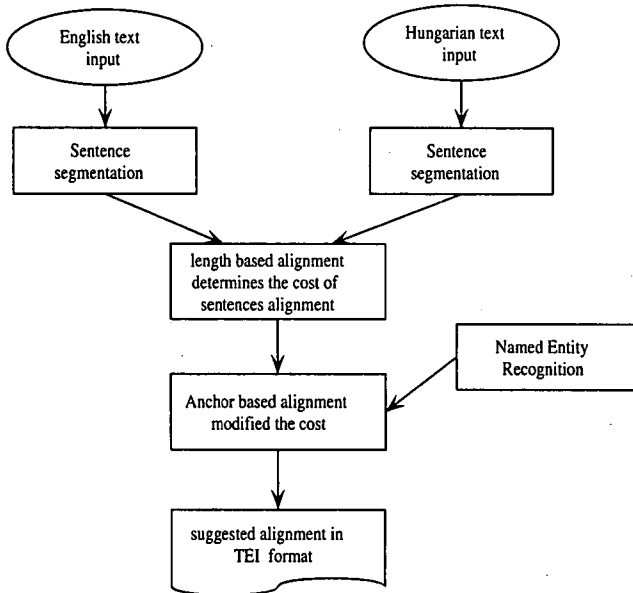 English text
input
Hungarian text
input
Sentence
segmentation
Sentence
segmentation
length based alignment
determines the cost of
sentences alignment
Named Entity
Recognition
Anchor based alignment
modified the cost
suggested alignment in
TEI format